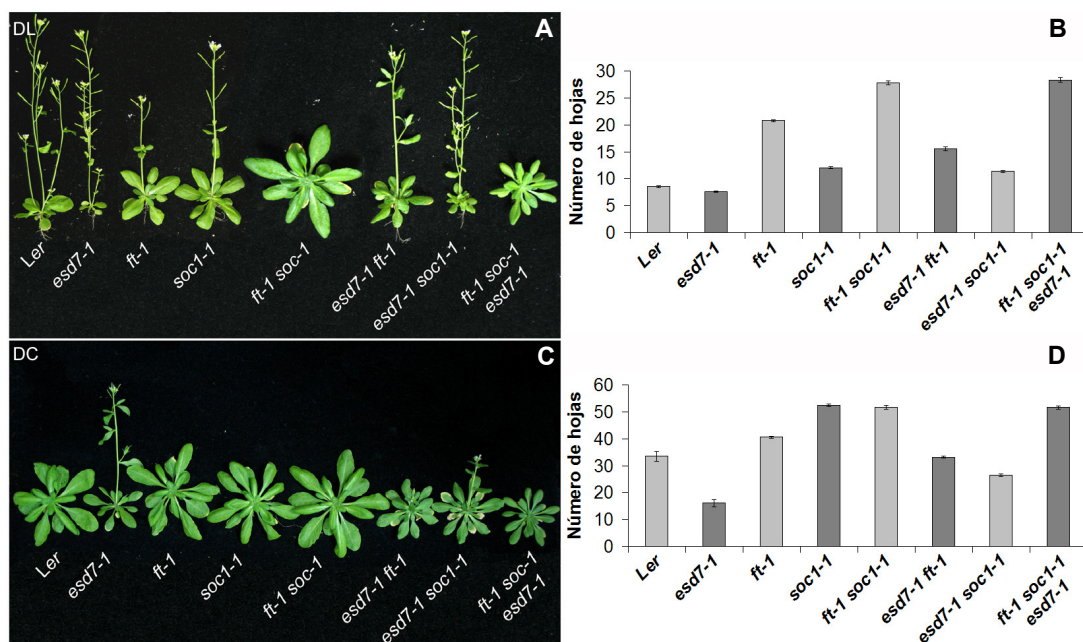 DL
A
Ler
esd7-1
ft-1
soc1-1
ft-1 soc-1
esd7-1 ft-1
esd7-1 soc1-1
ft-1 soc-1
esd7-1
B
Número de hojas
30
25
20
15
10
5
0
Ler
esd7-1
ft-1
soc1-1
ft-1 soc1-1
esd7-1 ft-1
esd7-1 soc1-1
ft-1 soc1-1
esd7-1
DC
C
Ler
esd7-1
ft-1
soc1-1
ft-1 soc-1
esd7-1 ft-1
esd7-1 soc1-1
ft-1 soc-1
esd7-1
D
Número de hojas
60
50
40
30
20
10
0
Ler
esd7-1
ft-1
soc1-1
ft-1 soc1-1
esd7-1 ft-1
esd7-1 soc1-1
ft-1 soc1-1
esd7-1